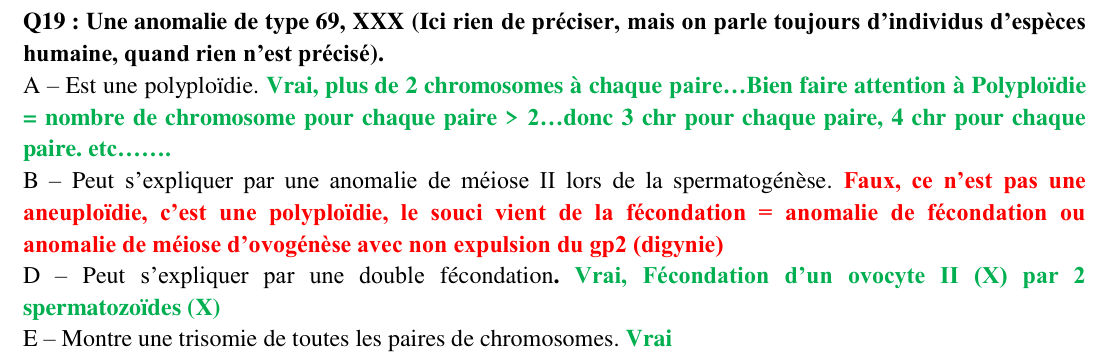 Q19 : Une anomalie de type 69, XXX (Ici rien de préciser, mais on parle toujours d’individus d’espèces
humaine, quand rien n’est précisé).
A – Est une polyploïdie. Vrai, plus de 2 chromosomes à chaque paire…Bien faire attention à Polyploïdie
= nombre de chromosome pour chaque paire > 2…donc 3 chr pour chaque paire, 4 chr pour chaque
paire. etc…….
B – Peut s’expliquer par une anomalie de méiose II lors de la spermatogénèse. Faux, ce n’est pas une
aneuploïdie, c’est une polyploïdie, le souci vient de la fécondation = anomalie de fécondation ou
anomalie de méiose d’ovogénèse avec non expulsion du gp2 (digynie)
D – Peut s’expliquer par une double fécondation. Vrai, Fécondation d’un ovocyte II (X) par 2
spermatozoïdes (X)
E – Montre une trisomie de toutes les paires de chromosomes. Vrai